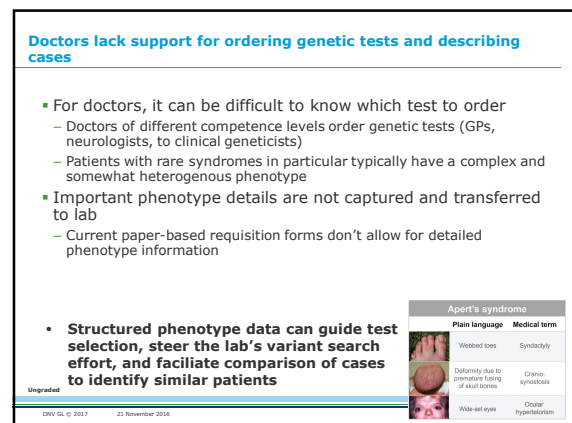 Doctors lack support for ordering genetic tests and describing
cases
▪ For doctors, it can be difficult to know which test to order
– Doctors of different competence levels order genetic tests (GPs,
neurologists, to clinical geneticists)
– Patients with rare syndromes in particular typically have a complex and
somewhat heterogenous phenotype
▪ Important phenotype details are not captured and transferred
to lab
– Current paper-based requisition forms don’t allow for detailed
phenotype information
• Structured phenotype data can guide test
selection, steer the lab’s variant search
effort, and faciliate comparison of cases
to identify similar patients
Apert's syndrome
Plain language Medical term
Webbed toes Syndactyly
Deformity due to
premature fusing
of skull bones
Cranio-
synostosis
Wide-set eyes
Ocular
hypertelorism
Ungraded
DNV GL © 2017 21 November 2016